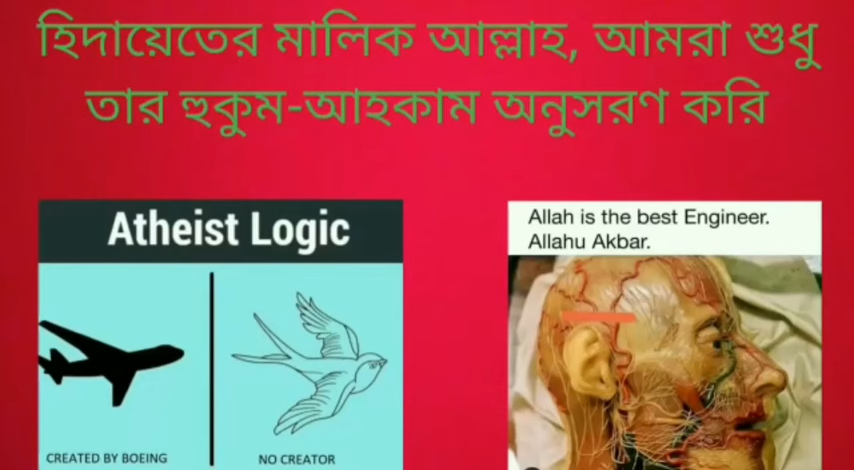 হিদায়েতের মালিক আল্লাহ, আমরা শুধু
তার হুকুম-আহকাম অনুসরণ করি
Atheist Logic
CREATED BY BOEING
NO CREATOR
Allah is the best Engineer.
Allahu Akbar.